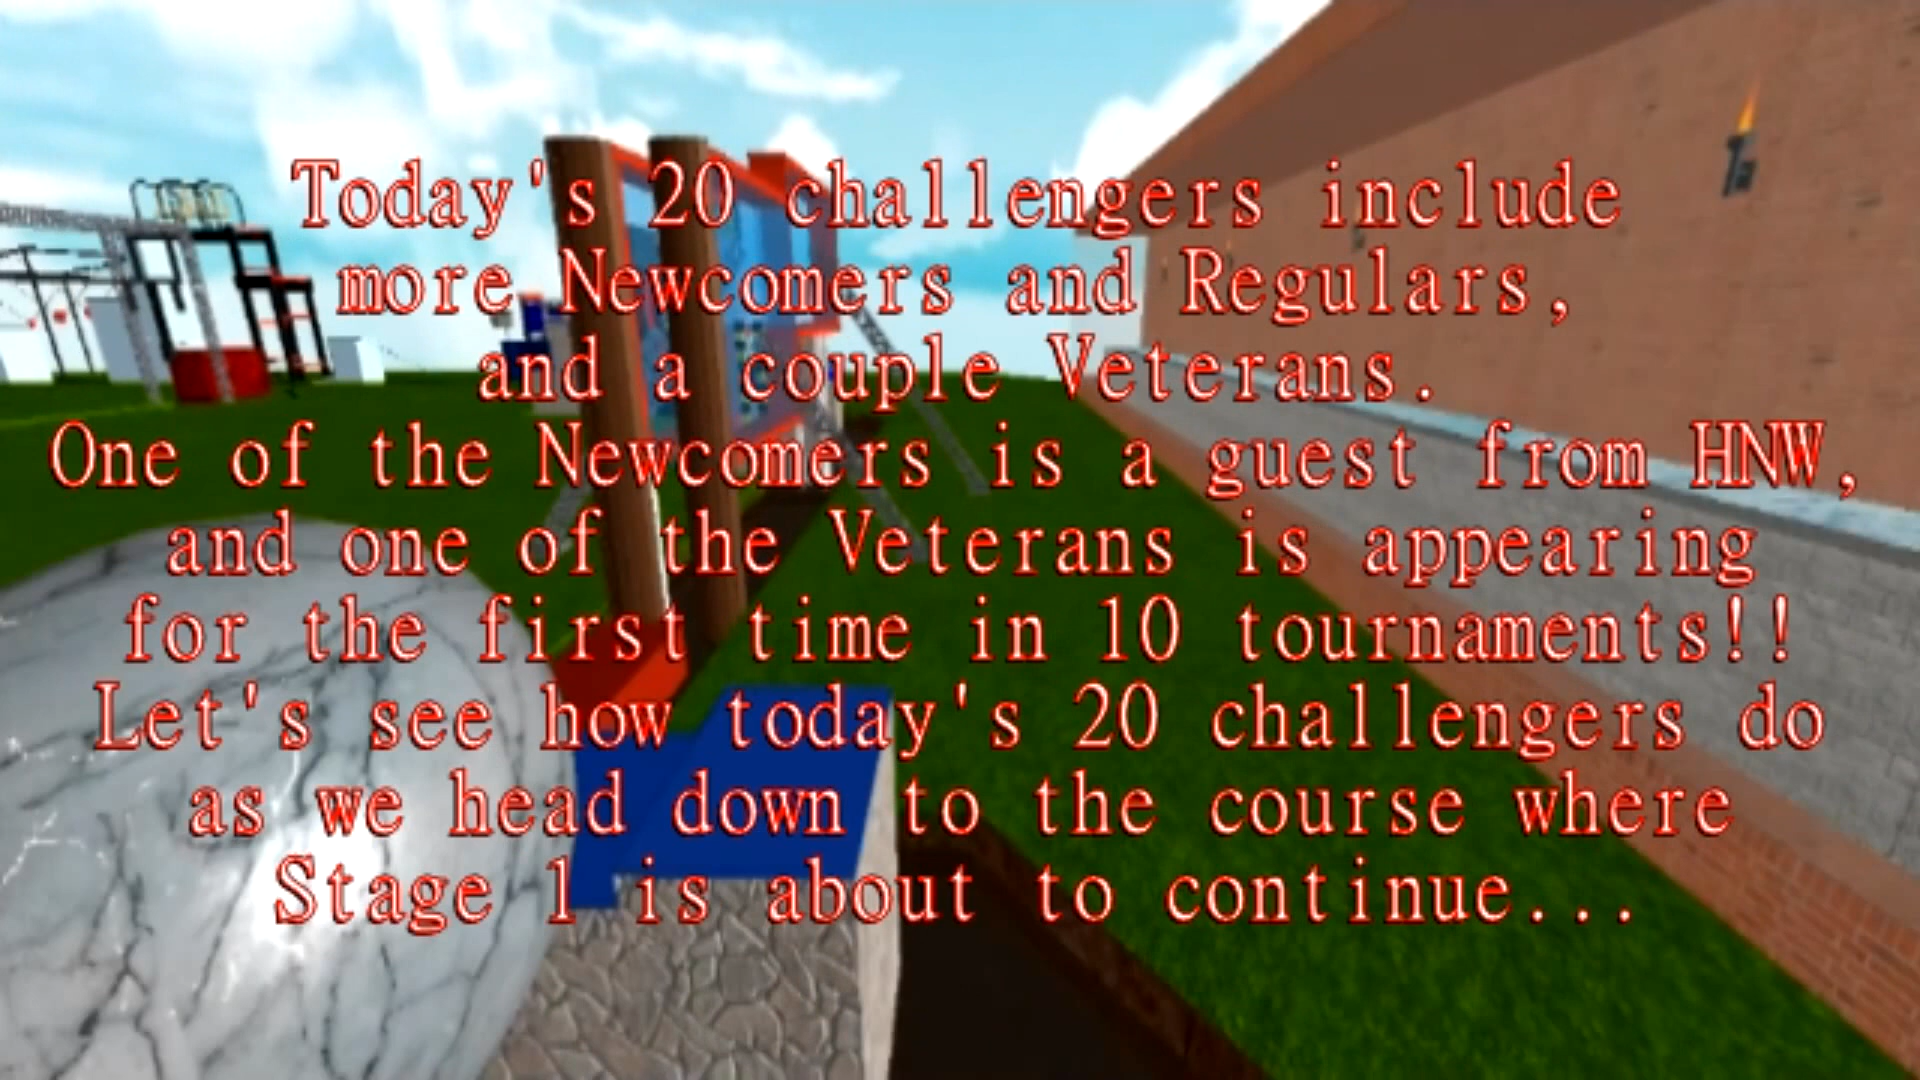 Today's 20 challengers include
more Newcomers and Regulars,
and a couple Veterans.
One of the Newcomers is a guest from HNW,
and one of the Veterans is appearing
for the first time in 10 tournaments!!
Let's see how today's 20 challengers do
as we head down to the course where
Stage 1 is about to continue...